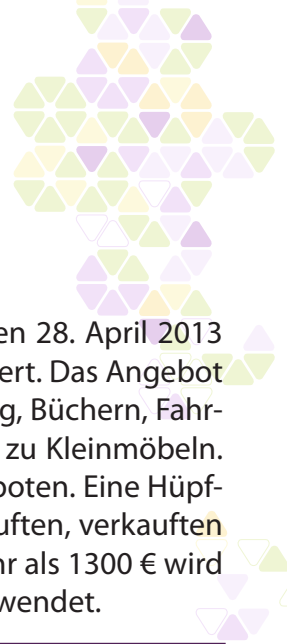 en 28. April 2013
ert. Das Angebot
g, Büchern, Fahr-
zu Kleinmöbeln.
boten. Eine Hüpf-
uften, verkauften
hr als 1300 € wird
wendet.